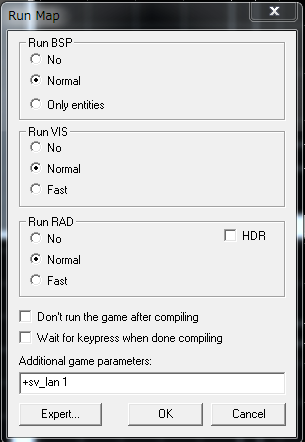 Run Map
Run BSP
No
Normal
Only entities
Run VIS
No
Normal
Fast
Run RAD
No
HDR
Normal
Fast
Don't run the game after compiling
Wait for keypress when done compiling
Additional game parameters:
+sv_lan 1
Expert... OK Cancel